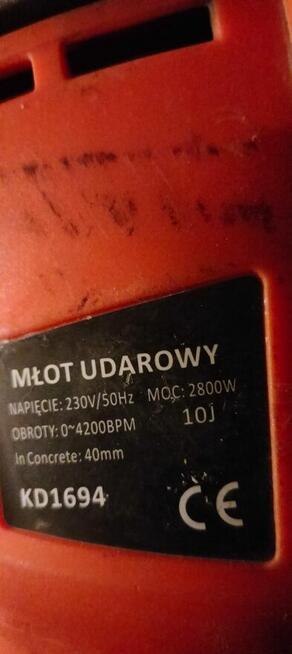 MŁOT UDAROWY
NAPIĘCIE: 230V/50Hz MOC: 2800W
OBROTY: 0~4200BPM 10J
In Concrete: 40mm
KD1694 CE